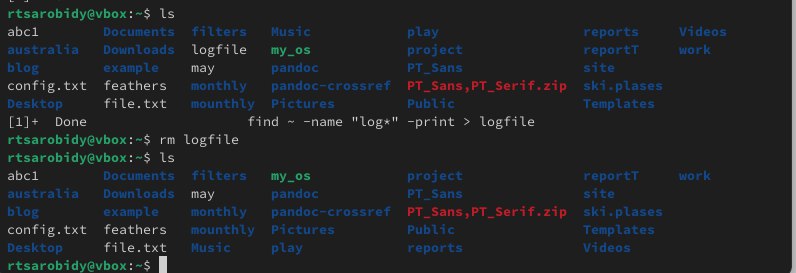 rtsarobidy@vbox:~$ ls
abc1 Documents filters Music play reports Videos
australia Downloads logfile my_os project reportT work
blog example may pandoc PT_Sans site
config.txt feathers mounthly pandoc-crossref PT_Sans,PT_Serif.zip ski.plases
Desktop file.txt mounthly Pictures Public Templates
[1]+ Done find ~ -name "log*" -print > logfile
rtsarobidy@vbox:~$ rm logfile
rtsarobidy@vbox:~$ ls
abc1 Documents filters my_os project reportT work
australia Downloads may pandoc PT_Sans site
blog example monthly pandoc-crossref PT_Sans,PT_Serif.zip ski.plases
config.txt feathers mounthly Pictures Public Templates
Desktop file.txt Music play reports Videos
rtsarobidy@vbox:~$